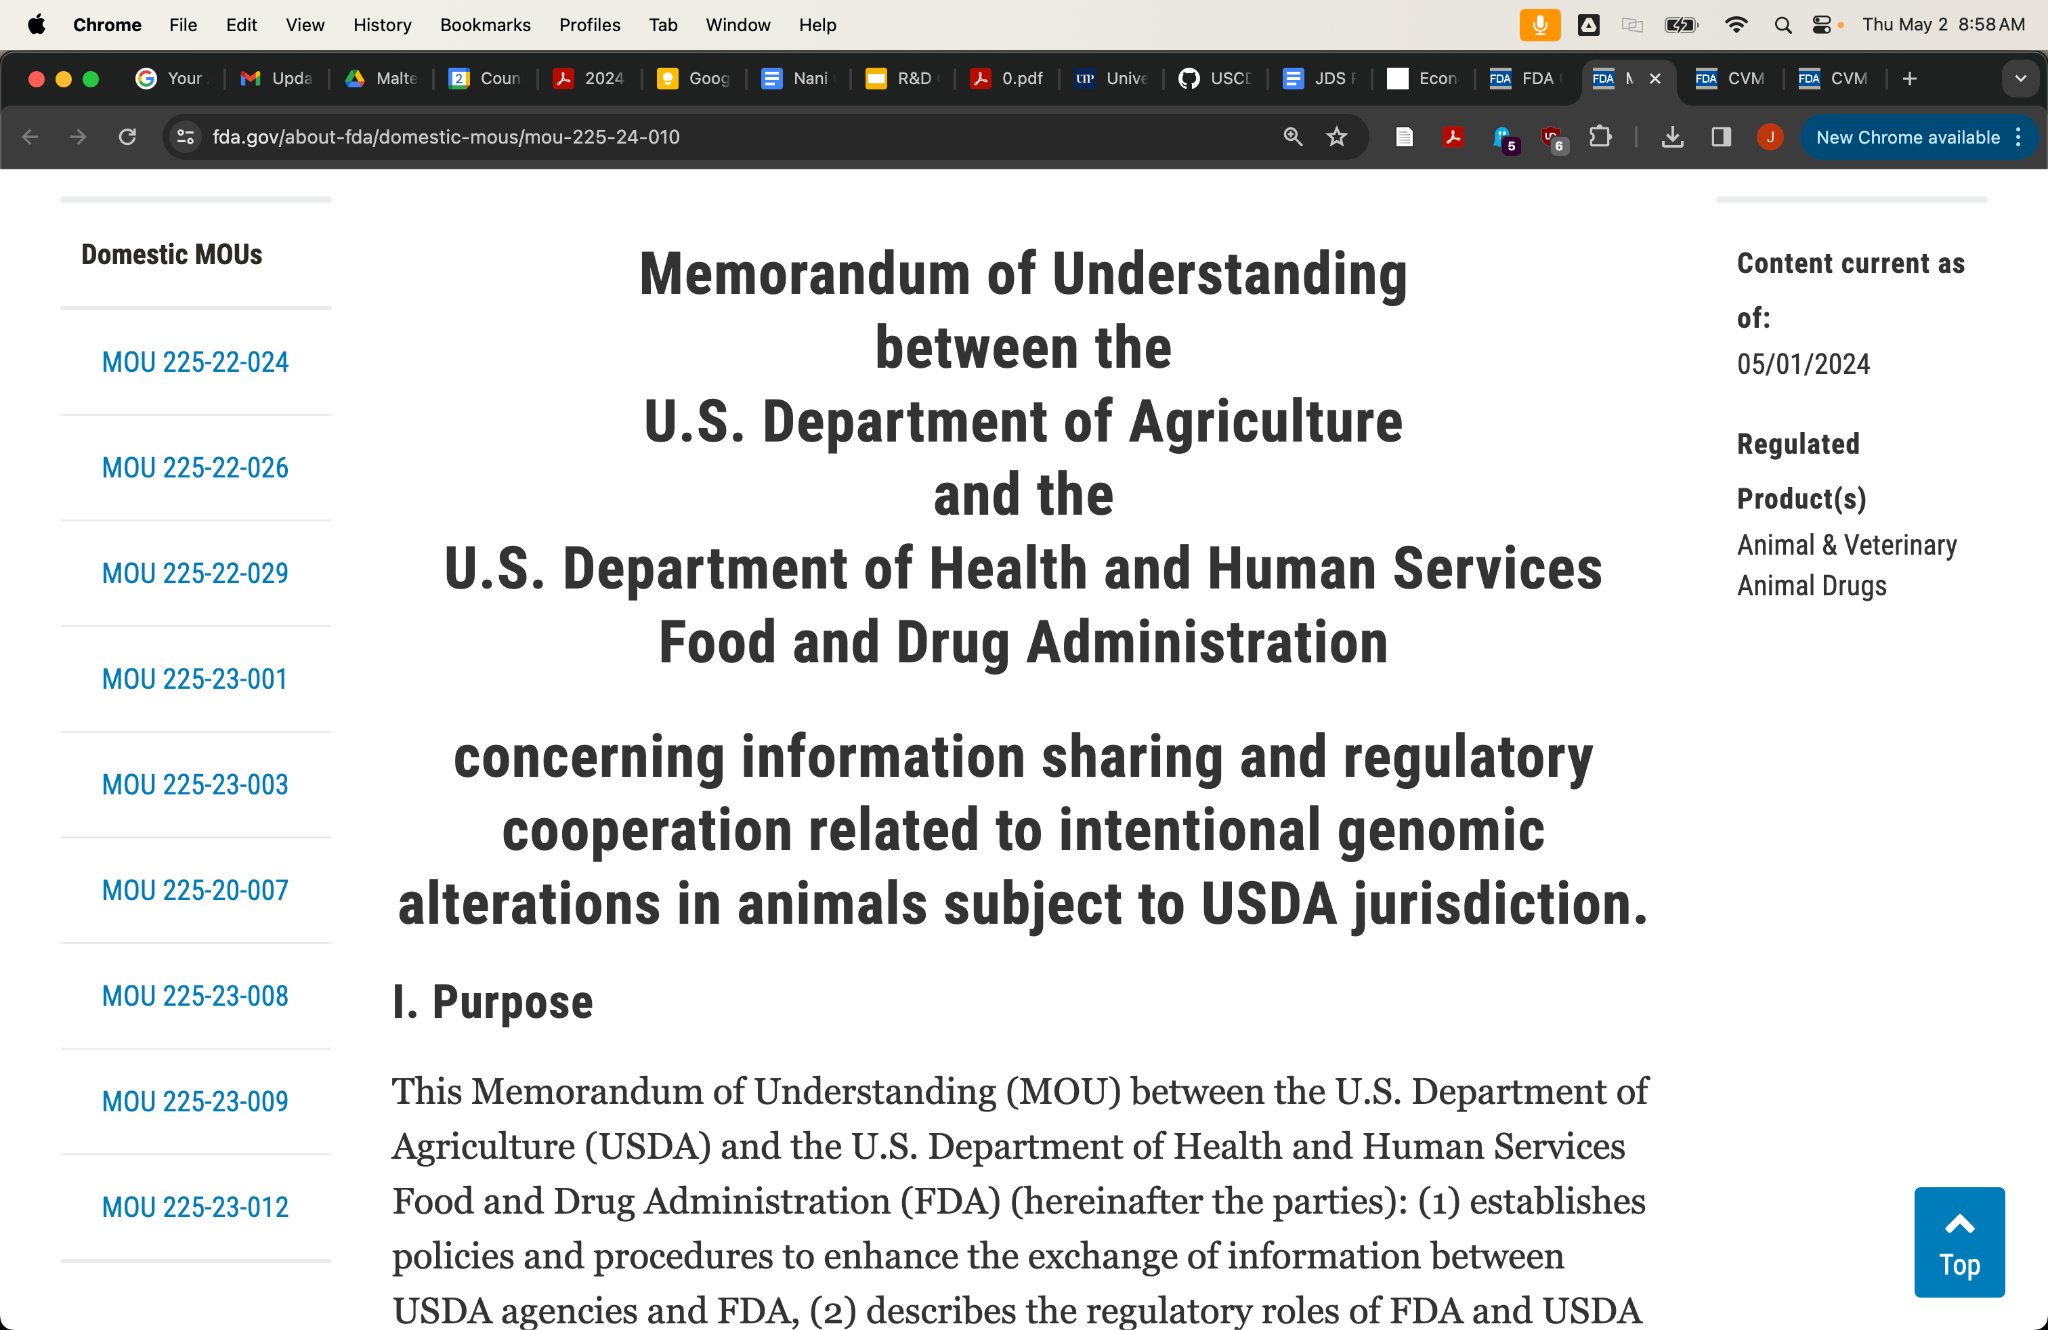 Chrome File Edit View History Bookmarks Profiles Tab Window Help Thu May 2 8:58 AM
Your Upda Malte Coun 2024 Goog Nani R&D 0.pdf Unive USCD JDS Econ FDA CVM CVM
fda.gov/about-fda/domestic-mous/mou-225-24-010 5 6 J New Chrome available
Domestic MOUs
MOU 225-22-024
MOU 225-22-026
MOU 225-22-029
MOU 225-23-001
MOU 225-23-003
MOU 225-20-007
MOU 225-23-008
MOU 225-23-009
MOU 225-23-012
Memorandum of Understanding
between the
U.S. Department of Agriculture
and the
U.S. Department of Health and Human Services
Food and Drug Administration
concerning information sharing and regulatory
cooperation related to intentional genomic
alterations in animals subject to USDA jurisdiction.
I. Purpose
This Memorandum of Understanding (MOU) between the U.S. Department of
Agriculture (USDA) and the U.S. Department of Health and Human Services
Food and Drug Administration (FDA) (hereinafter the parties): (1) establishes
policies and procedures to enhance the exchange of information between
USDA agencies and FDA, (2) describes the regulatory roles of FDA and USDA
Content current as
of:
05/01/2024
Regulated
Product(s)
Animal & Veterinary
Animal Drugs
Top